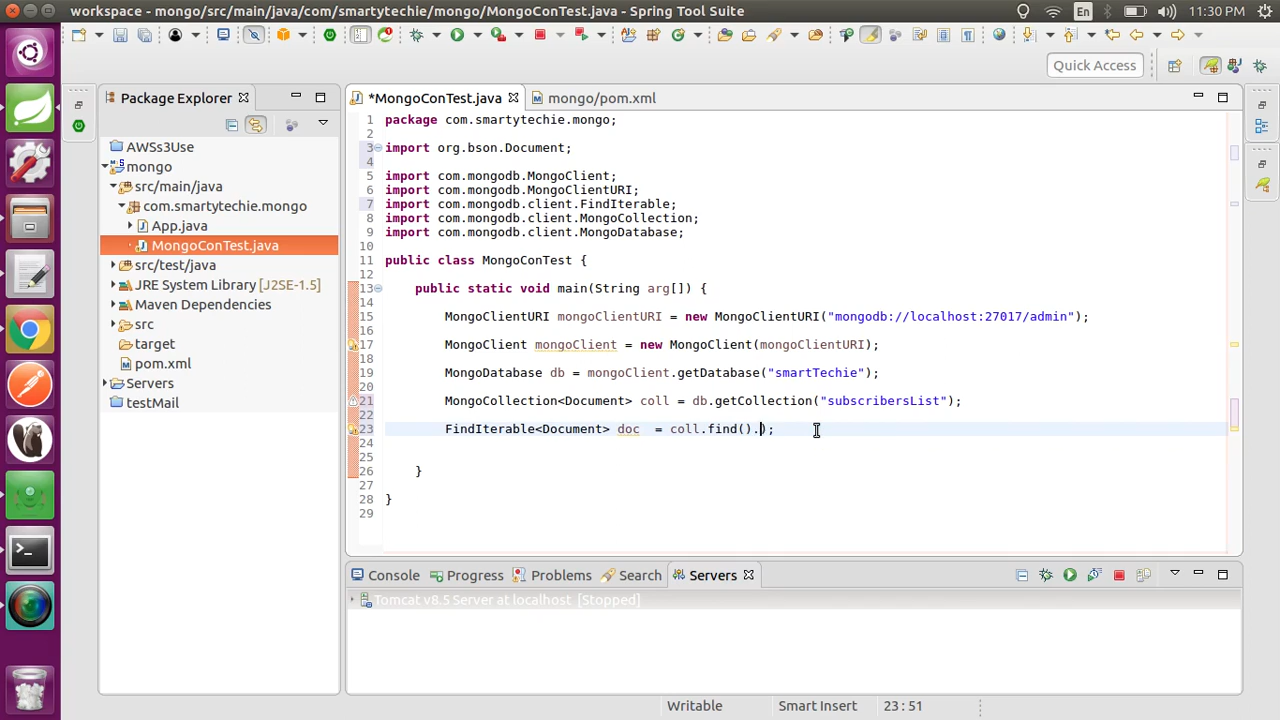 workspace - mongo/src/main/java/com/smartytechie/mongo/MongoConTest.java - Spring Tool Suite
En
11:30 PM
Quick Access
Package Explorer
AWSs3Use
mongo
src/main/java
com.smartytechie.mongo
App.java
MongoConTest.java
src/test/java
JRE System Library [J2SE-1.5]
Maven Dependencies
src
target
pom.xml
Servers
testMail
*MongoConTest.java
mongo/pom.xml
1 package com.smartytechie.mongo;
2
3 import org.bson.Document;
4
5 import com.mongodb.MongoClient;
6 import com.mongodb.MongoClientURI;
7 import com.mongodb.client.FindIterable;
8 import com.mongodb.client.MongoCollection;
9 import com.mongodb.client.MongoDatabase;
10
11 public class MongoConTest {
12
13 public static void main(String arg[]) {
14
15 MongoClientURI mongoClientURI = new MongoClientURI("mongodb://localhost:27017/admin");
16
17 MongoClient mongoClient = new MongoClient(mongoClientURI);
18
19 MongoDatabase db = mongoClient.getDatabase("smartTechie");
20
21 MongoCollection<Document> coll = db.getCollection("subscribersList");
22
23 FindIterable<Document> doc = coll.find().);
24
25
26 }
27
28 }
29
Console
Progress
Problems
Search
Servers
Tomcat v8.5 Server at localhost [Stopped]
Writable
Smart Insert
23 : 51